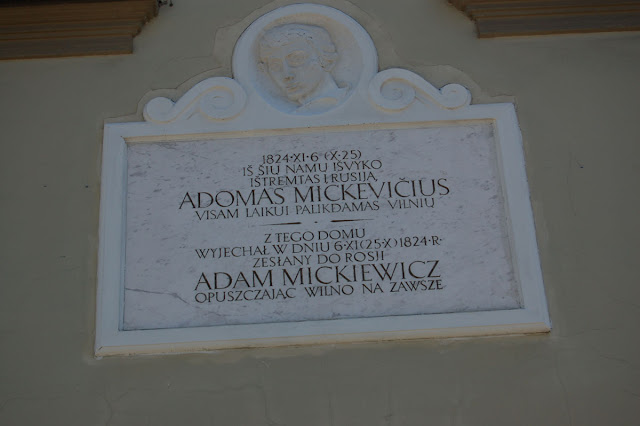 1824·XI·6 (X·25)
IŠ ŠIŲ NAMŲ IŠVYKO
IŠTREMTAS Į RUSIJĄ
ADOMAS MICKEVIČIUS
VISAM LAIKUI PALIKDAMAS VILNIŲ
Z TEGO DOMU
WYJECHAŁ W DNIU 6·XI (25·X) 1824·R·
ZESŁANY DO ROSJI
ADAM MICKIEWICZ
OPUSZCZAJĄC WILNO NA ZAWSZE